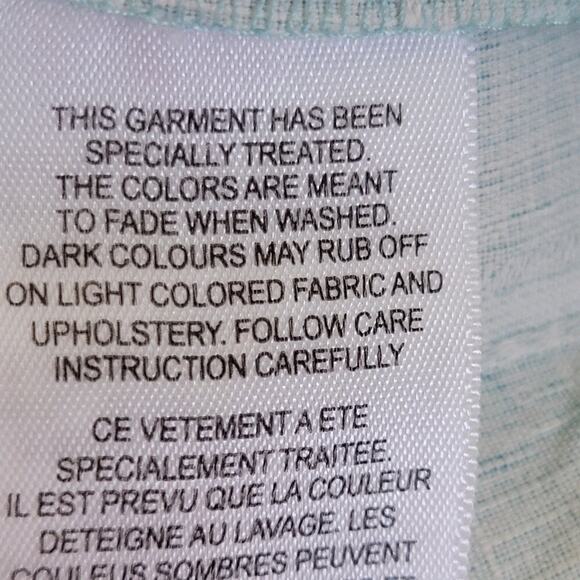 THIS GARMENT HAS BEEN
SPECIALLY TREATED.
THE COLORS ARE MEANT
TO FADE WHEN WASHED.
DARK COLOURS MAY RUB OFF
ON LIGHT COLORED FABRIC AND
UPHOLSTERY. FOLLOW CARE
INSTRUCTION CAREFULLY
CE VETEMENT A ETE
SPECIALEMENT TRAITEE.
IL EST PREVU QUE LA COULEUR
DETEIGNE AU LAVAGE. LES
COULEUS SOMBRES PEUVENT